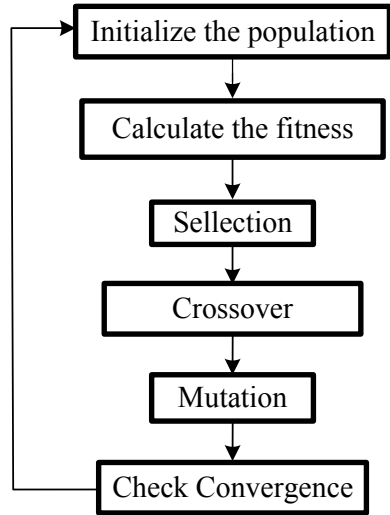 Initialize the population
Calculate the fitness
Sellection
Crossover
Mutation
Check Convergence